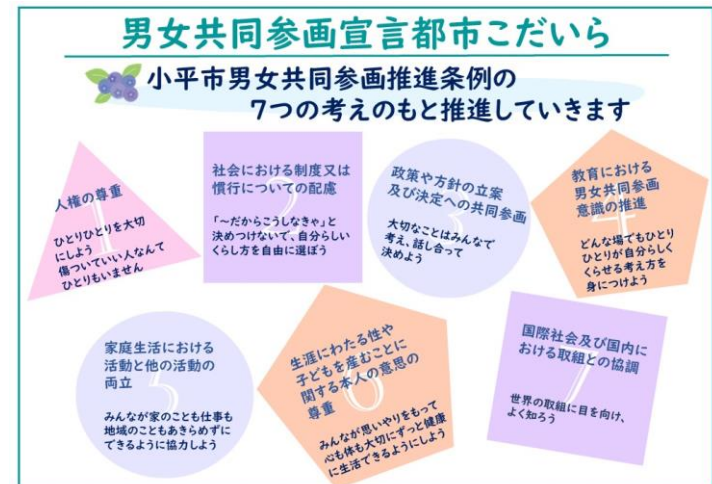 男女共同参画宣言都市こだいら
小平市男女共同参画推進条例の
7つの考えのもと推進していきます
1
人権の尊重
ひとりひとりを大切
にしよう
傷ついていい人なんて
ひとりもいません
2
社会における制度又は
慣行についての配慮
「～だからこうしなきゃ」と
決めつけないで、自分らしい
くらし方を自由に選ぼう
3
政策や方針の立案
及び決定への共同参画
大切なことはみんなで
考え、話し合って
決めよう
4
教育における
男女共同参画
意識の推進
どんな場でもひとり
ひとりが自分らしく
くらせる考え方を
身につけよう
5
家庭生活における
活動と他の活動の
両立
みんなが家のことも仕事も
地域のこともあきらめずに
できるように協力しよう
6
生涯にわたる性や
子どもを産むことに
関する本人の意思の
尊重
みんなが思いやりをもって
心も体も大切にずっと健康
に生活できるようにしよう
7
国際社会及び国内に
おける取組との協調
世界の取組に目を向け、
よく知ろう